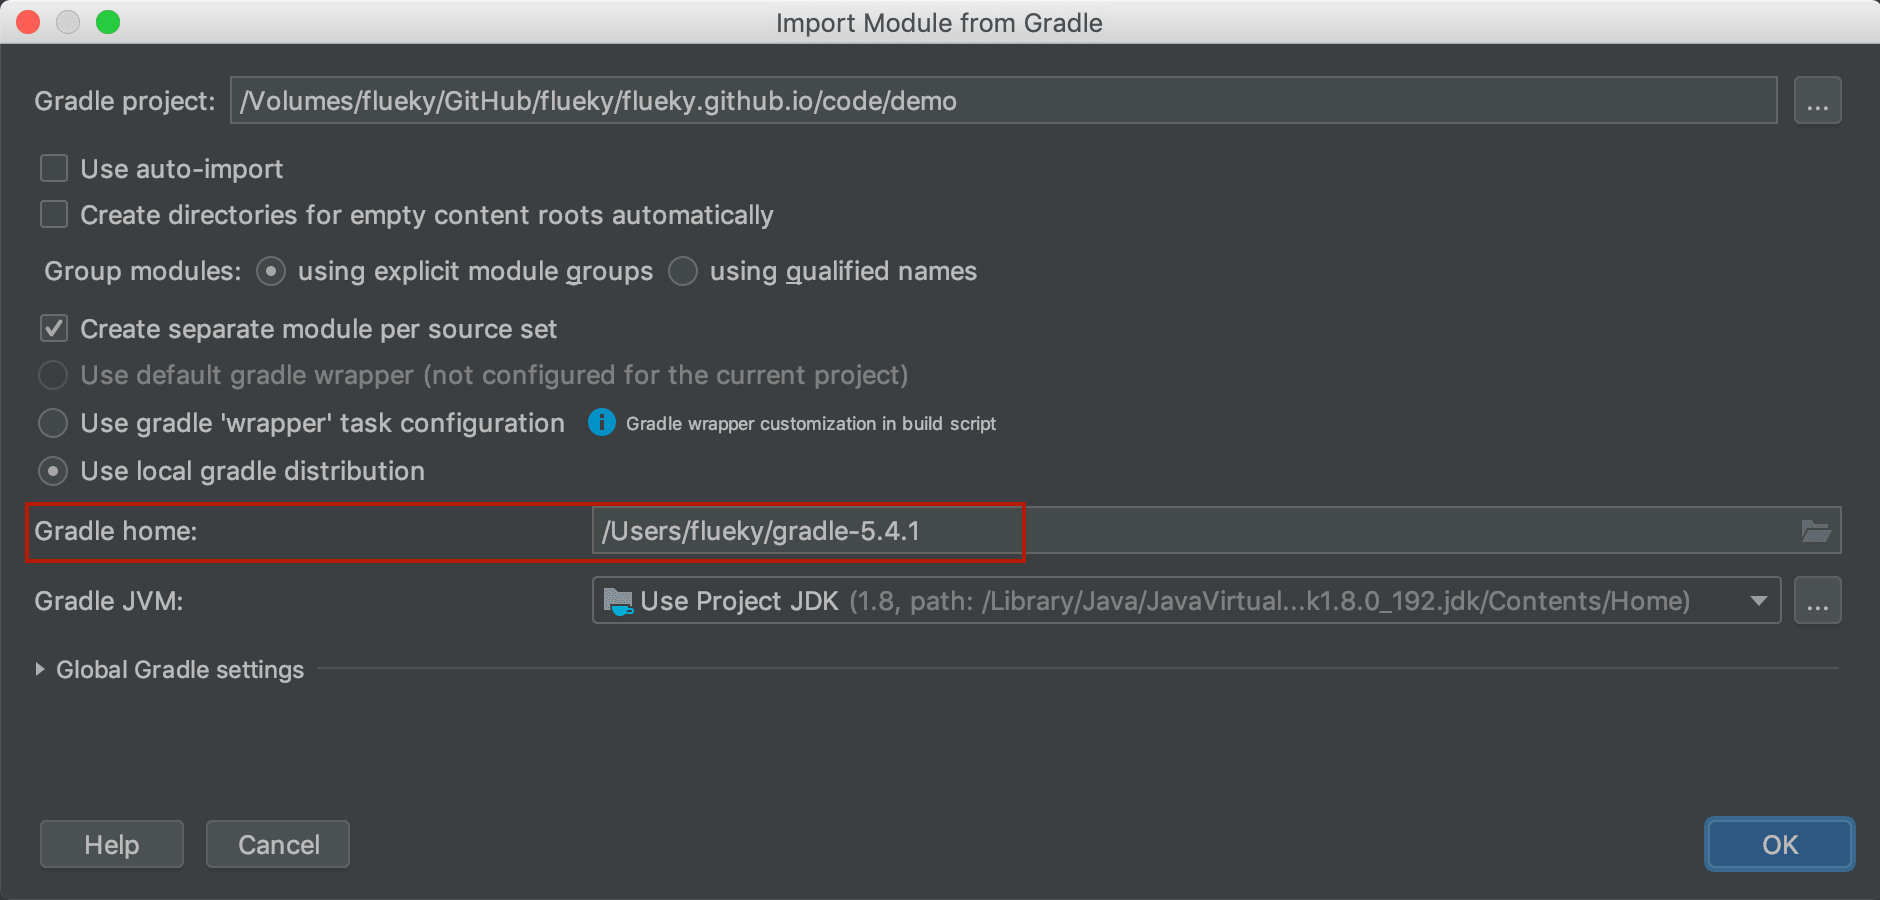 Import Module from Gradle
Gradle project: /Volumes/flueky/GitHub/flueky/flueky.github.io/code/demo ...
Use auto-import
Create directories for empty content roots automatically
Group modules: using explicit module groups using qualified names
Create separate module per source set
Use default gradle wrapper (not configured for the current project)
Use gradle 'wrapper' task configuration Gradle wrapper customization in build script
Use local gradle distribution
Gradle home: /Users/flueky/gradle-5.4.1
Gradle JVM: Use Project JDK (1.8, path: /Library/Java/JavaVirtual...k1.8.0_192.jdk/Contents/Home) ...
Global Gradle settings
Help Cancel OK